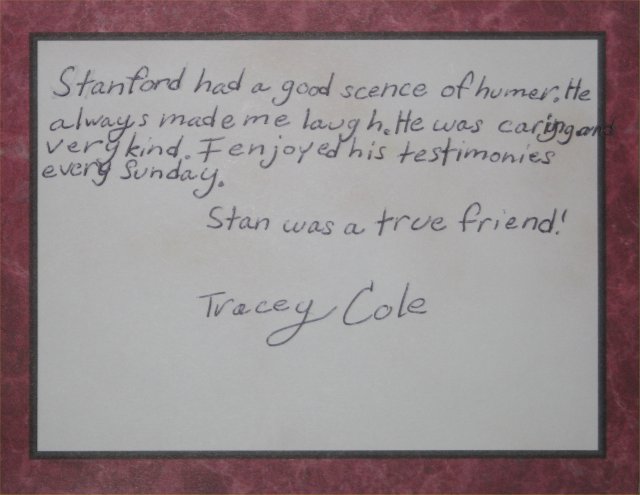 Stanford had a good scence of humer. He
always made me laugh. He was caring and
very kind. I enjoyed his testimonies
every Sunday.
Stan was a true friend!
Tracey Cole